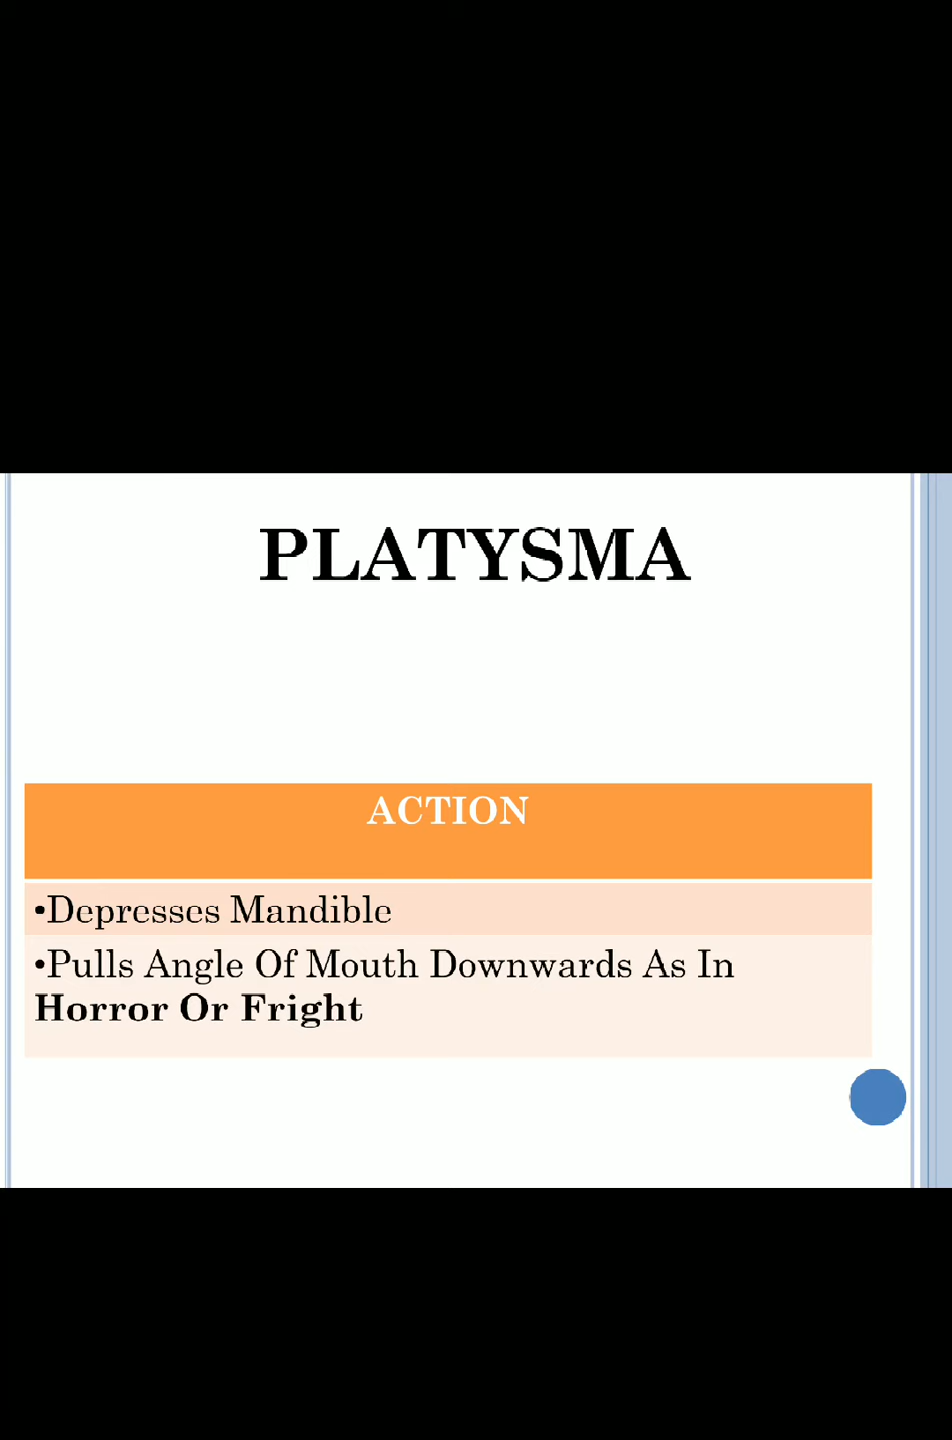 PLATYSMA
ACTION
•Depresses Mandible
•Pulls Angle Of Mouth Downwards As In
Horror Or Fright